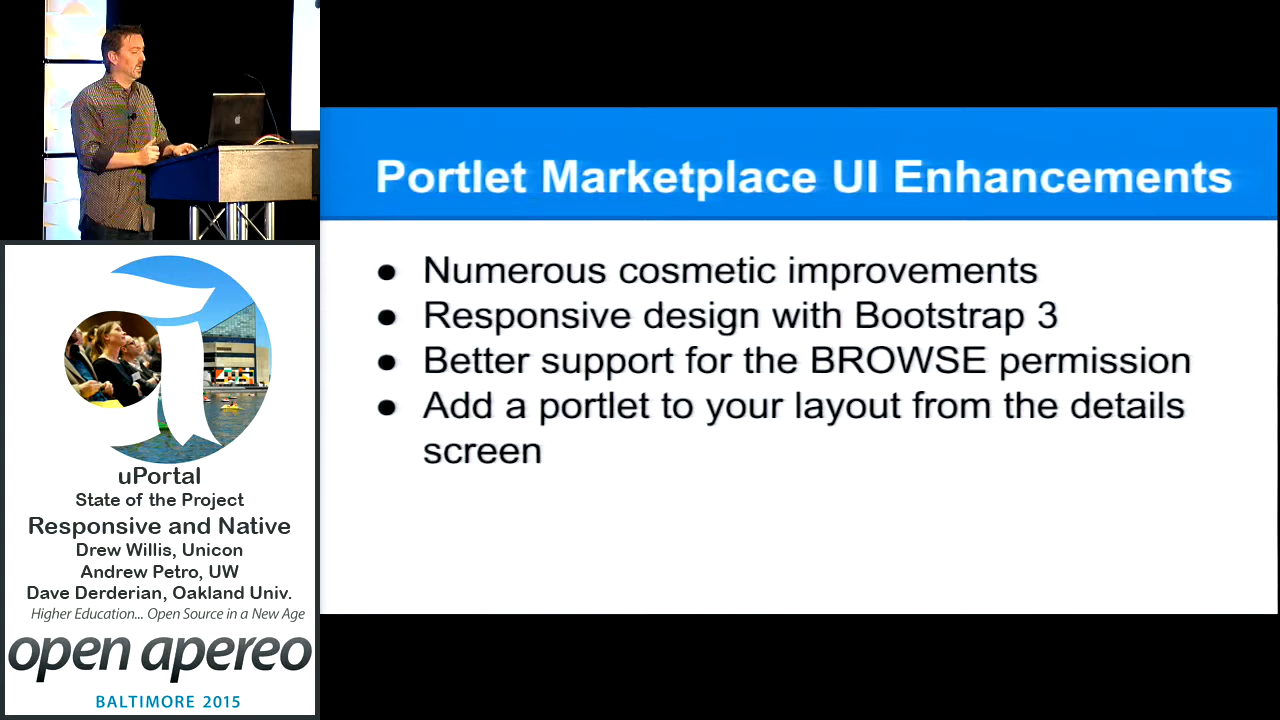 Portlet Marketplace UI Enhancements
● Numerous cosmetic improvements
● Responsive design with Bootstrap 3
● Better support for the BROWSE permission
● Add a portlet to your layout from the details
screen
uPortal
State of the Project
Responsive and Native
Drew Willis, Unicon
Andrew Petro, UW
Dave Derderian, Oakland Univ.
Higher Education... Open Source in a New Age
open apereo
BALTIMORE 2015